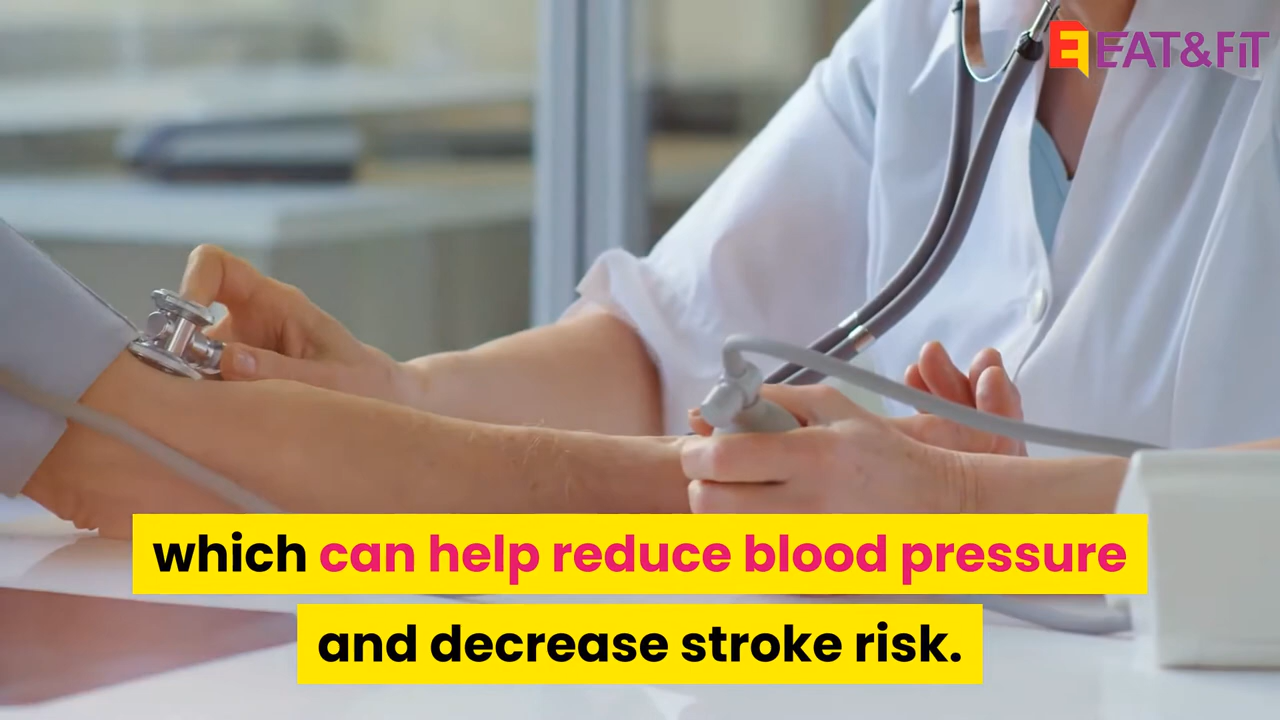 EAT&FIT
which can help reduce blood pressure
and decrease stroke risk.